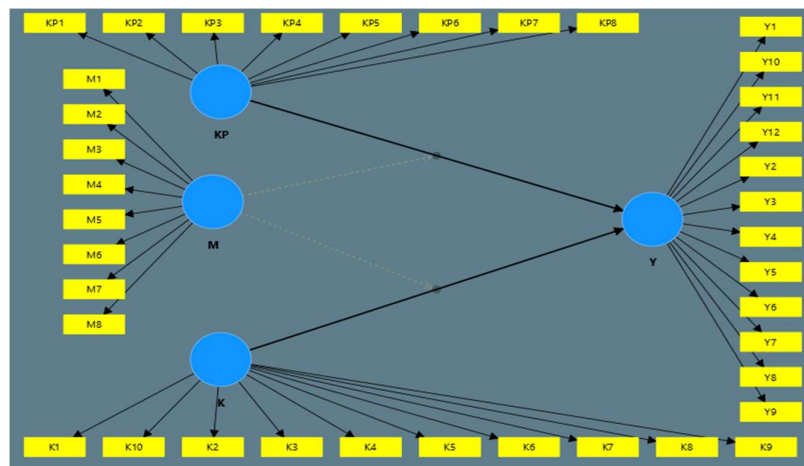 KP1 KP2 KP3 KP4 KP5 KP6 KP7 KP8
KP
M1
M2
M3
M4
M5
M6
M7
M8
M
Y
Y1
Y10
Y11
Y12
Y2
Y3
Y4
Y5
Y6
Y7
Y8
Y9
K
K1 K10 K2 K3 K4 K5 K6 K7 K8 K9